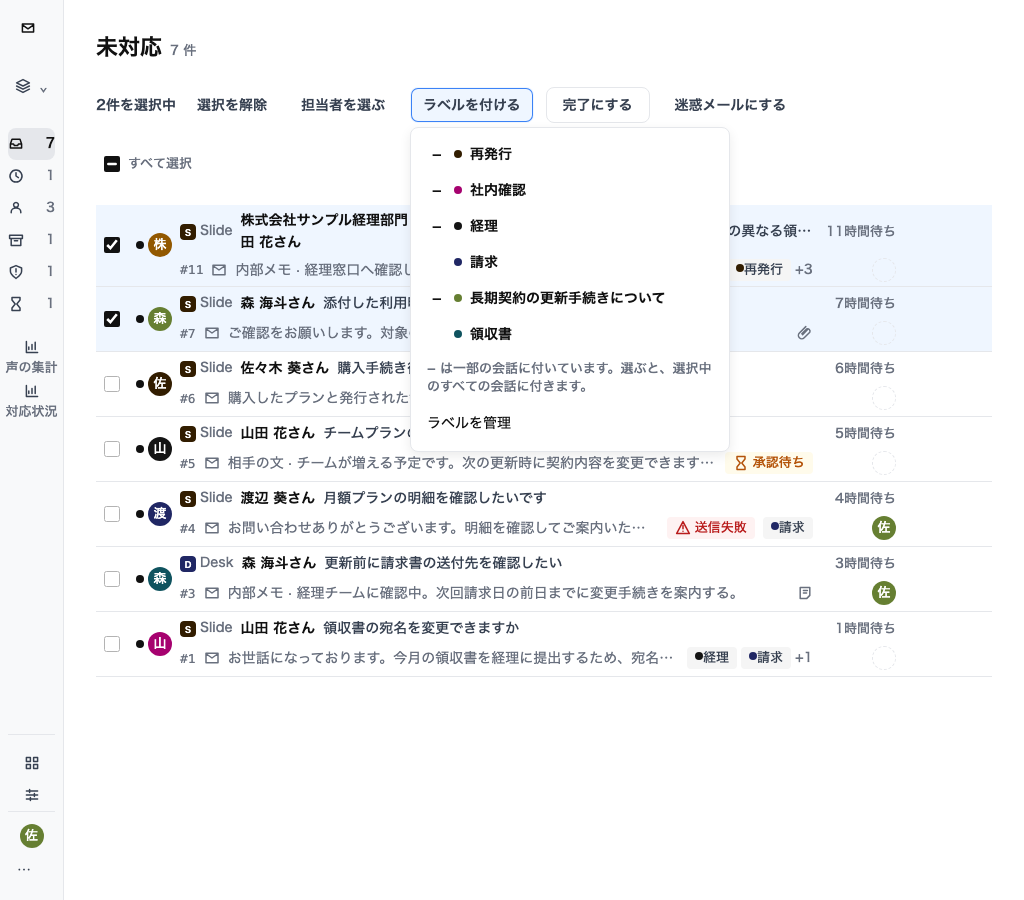 未対応 7 件
2件を選択中 選択を解除 担当者を選ぶ ラベルを付ける 完了にする 迷惑メールにする
すべて選択
7
1
3
1
1
1
声の集計
対応状況
佐
…
– 再発行
– 社内確認
– 経理
請求
– 長期契約の更新手続きについて
領収書
– は一部の会話に付いています。選ぶと、選択中
のすべての会話に付きます。
ラベルを管理
株 S Slide 株式会社サンプル経理部門
田 花さん
の異なる領… 11時間待ち
#11 内部メモ · 経理窓口へ確認し
再発行 +3
森 S Slide 森 海斗さん 添付した利用 7時間待ち
#7 ご確認をお願いします。対象
佐 S Slide 佐々木 葵さん 購入手続き 6時間待ち
#6 購入したプランと発行された
山 S Slide 山田 花さん チームプラン 5時間待ち
#5 相手の文 · チームが増える予定です。次の更新時に契約内容を変更できます… 承認待ち
渡 S Slide 渡辺 葵さん 月額プランの明細を確認したいです 4時間待ち
#4 お問い合わせありがとうございます。明細を確認してご案内いた… 送信失敗 請求 佐
森 D Desk 森 海斗さん 更新前に請求書の送付先を確認したい 3時間待ち
#3 内部メモ · 経理チームに確認中。次回請求日の前日までに変更手続きを案内する。 佐
山 S Slide 山田 花さん 領収書の宛名を変更できますか 1時間待ち
#1 お世話になっております。今月の領収書を経理に提出するため、宛名… 経理 請求 +1